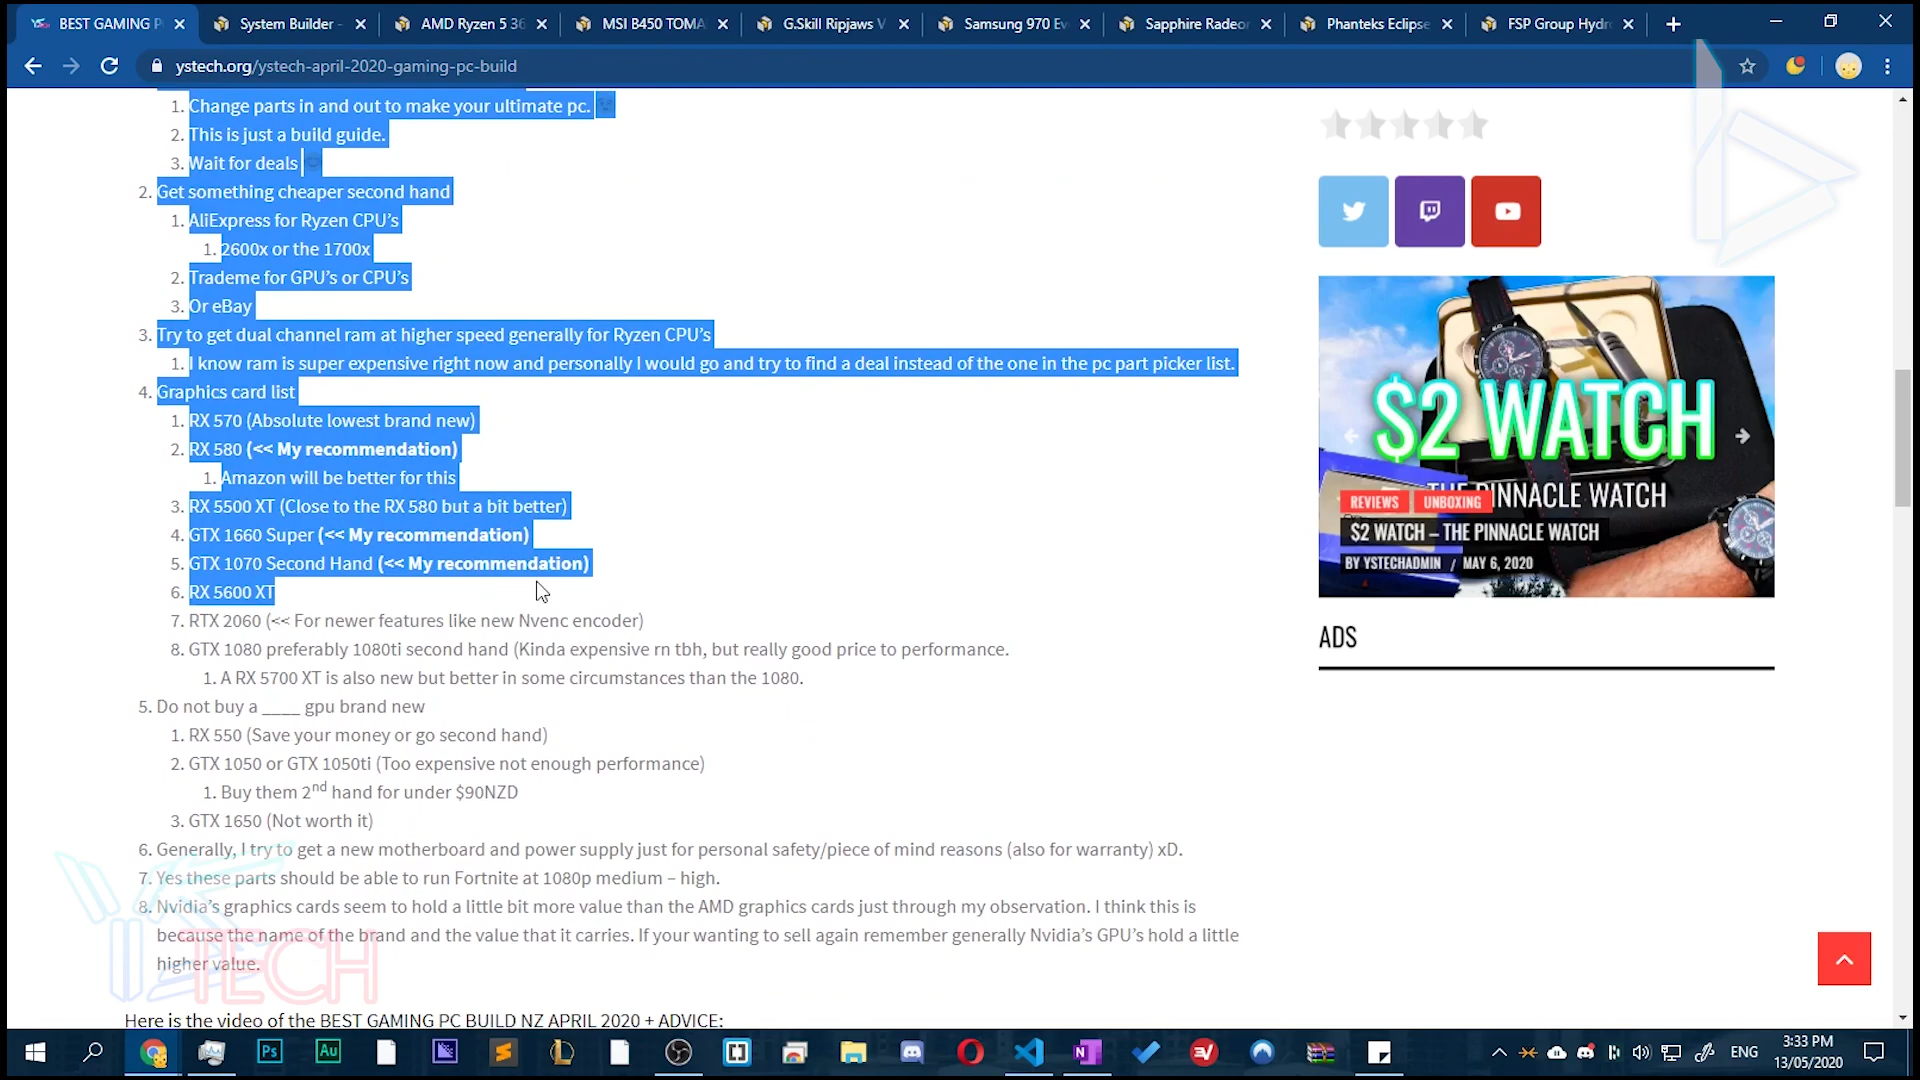 BEST GAMING P
System Builder -
AMD Ryzen 5 36
MSI B450 TOMA
G.Skill Ripjaws V
Samsung 970 Ev
Sapphire Radeo
Phanteks Eclipse
FSP Group Hydr
ystech.org/ystech-april-2020-gaming-pc-build
1. Change parts in and out to make your ultimate pc.
2. This is just a build guide.
3. Wait for deals
2. Get something cheaper second hand
1. AliExpress for Ryzen CPU’s
1. 2600x or the 1700x
2. Trademe for GPU’s or CPU’s
3. Or eBay
3. Try to get dual channel ram at higher speed generally for Ryzen CPU’s
1. I know ram is super expensive right now and personally I would go and try to find a deal instead of the one in the pc part picker list.
4. Graphics card list
1. RX 570 (Absolute lowest brand new)
2. RX 580 (<< My recommendation)
1. Amazon will be better for this
3. RX 5500 XT (Close to the RX 580 but a bit better)
4. GTX 1660 Super (<< My recommendation)
5. GTX 1070 Second Hand (<< My recommendation)
6. RX 5600 XT
7. RTX 2060 (<< For newer features like new Nvenc encoder)
8. GTX 1080 preferably 1080ti second hand (Kinda expensive rn tbh, but really good price to performance.
1. A RX 5700 XT is also new but better in some circumstances than the 1080.
5. Do not buy a ____ gpu brand new
1. RX 550 (Save your money or go second hand)
2. GTX 1050 or GTX 1050ti (Too expensive not enough performance)
1. Buy them 2nd hand for under $90NZD
3. GTX 1650 (Not worth it)
6. Generally, I try to get a new motherboard and power supply just for personal safety/piece of mind reasons (also for warranty) xD.
7. Yes these parts should be able to run Fortnite at 1080p medium – high.
8. Nvidia’s graphics cards seem to hold a little bit more value than the AMD graphics cards just through my observation. I think this is
because the name of the brand and the value that it carries. If your wanting to sell again remember generally Nvidia’s GPU’s hold a little
higher value.
Here is the video of the BEST GAMING PC BUILD NZ APRIL 2020 + ADVICE:
$2 WATCH
THE PINNACLE WATCH
REVIEWS UNBOXING
$2 WATCH – THE PINNACLE WATCH
BY YSTECHADMIN / MAY 6, 2020
ADS
TECH
Ps
Au
ENG
3:33 PM
13/05/2020